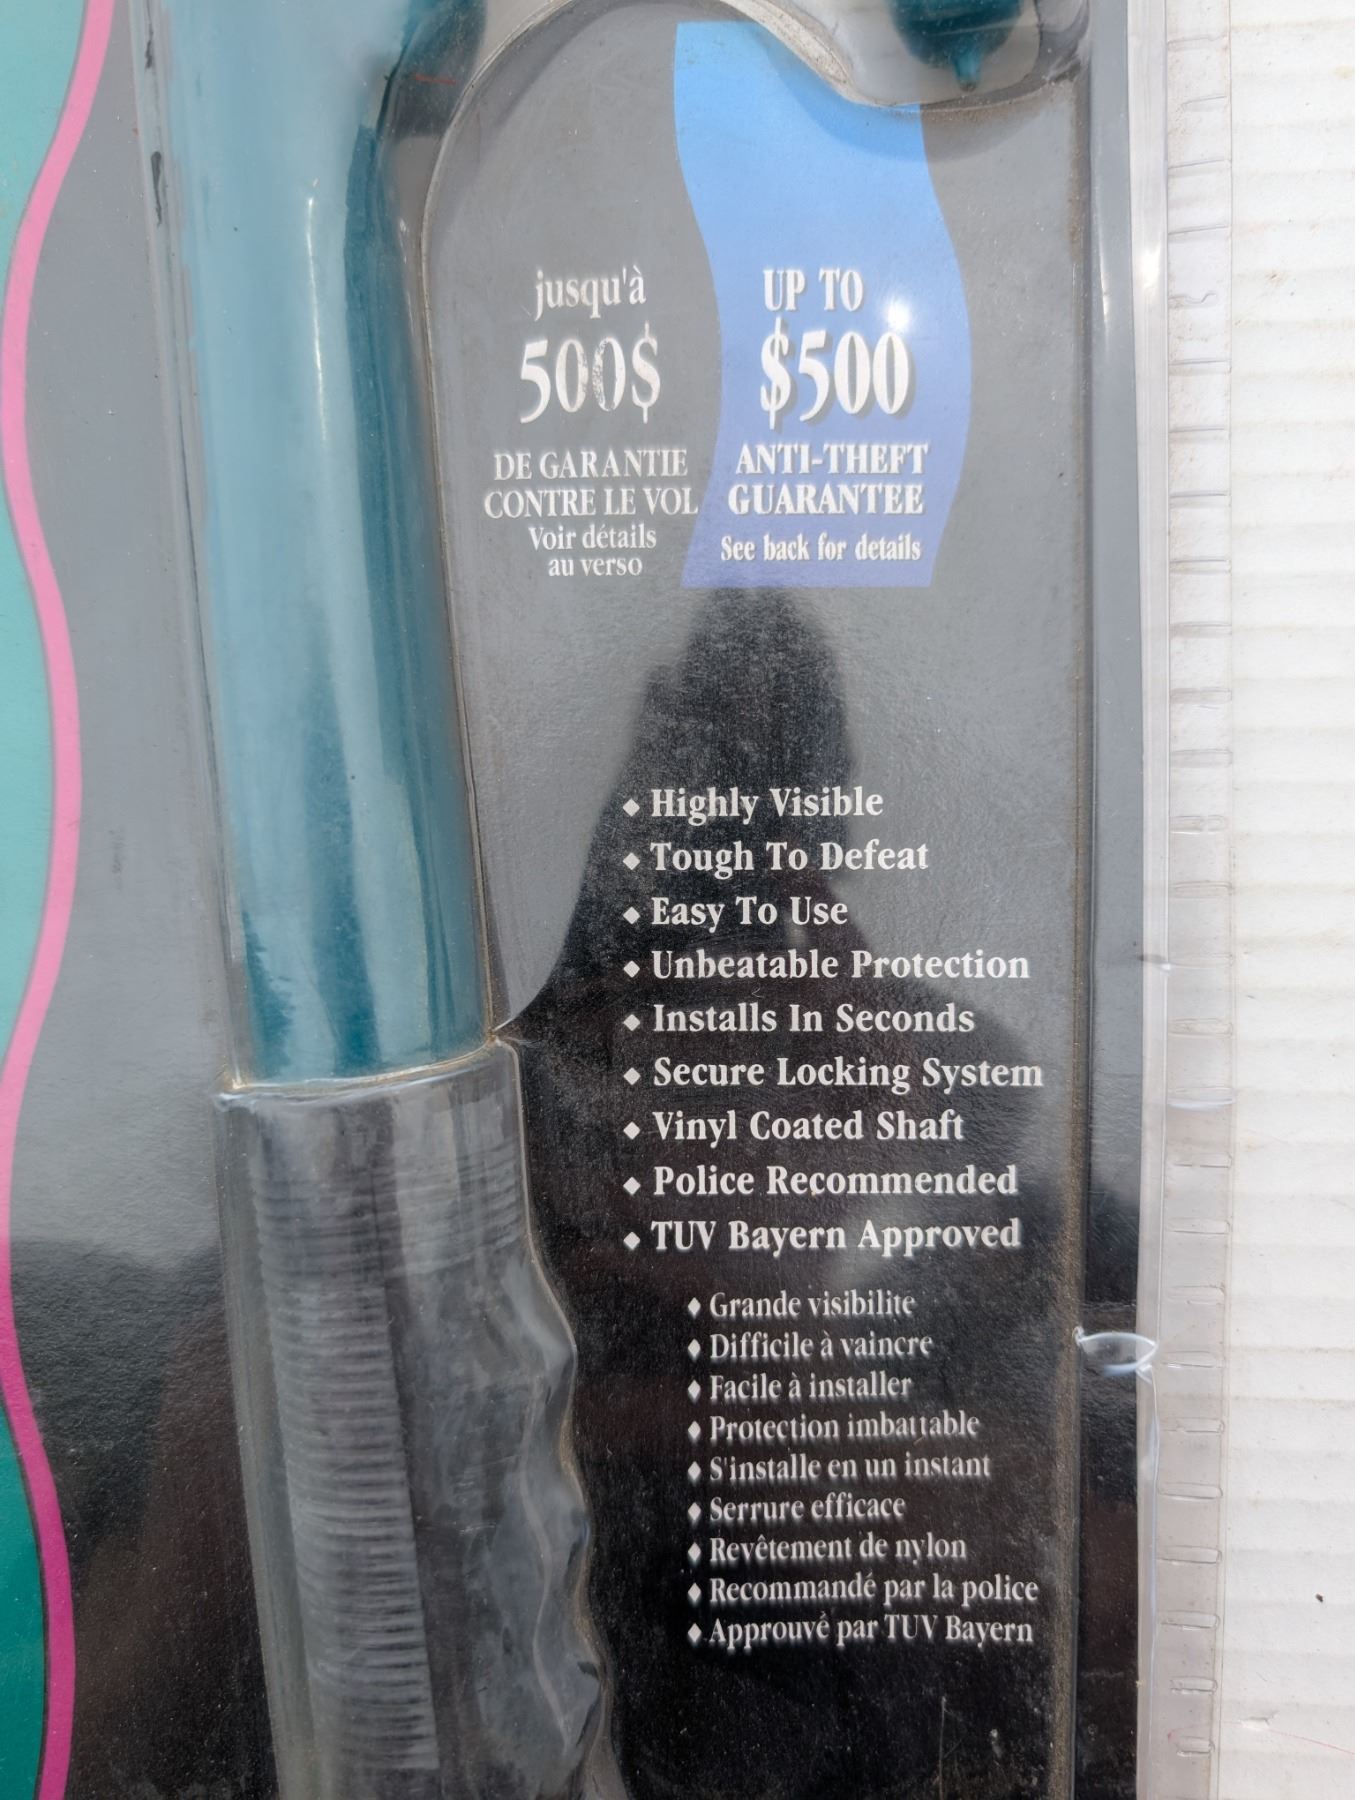 jusqu'à
500$
DE GARANTIE
CONTRE LE VOL
Voir détails
au verso
UP TO
$500
ANTI-THEFT
GUARANTEE
See back for details
♦ Highly Visible
♦ Tough To Defeat
♦ Easy To Use
♦ Unbeatable Protection
♦ Installs In Seconds
♦ Secure Locking System
♦ Vinyl Coated Shaft
♦ Police Recommended
♦ TUV Bayern Approved
♦ Grande visibilite
♦ Difficile à vaincre
♦ Facile à installer
♦ Protection imbattable
♦ S'installe en un instant
♦ Serrure efficace
♦ Revêtement de nylon
♦ Recommandé par la police
♦ Approuvé par TUV Bayern